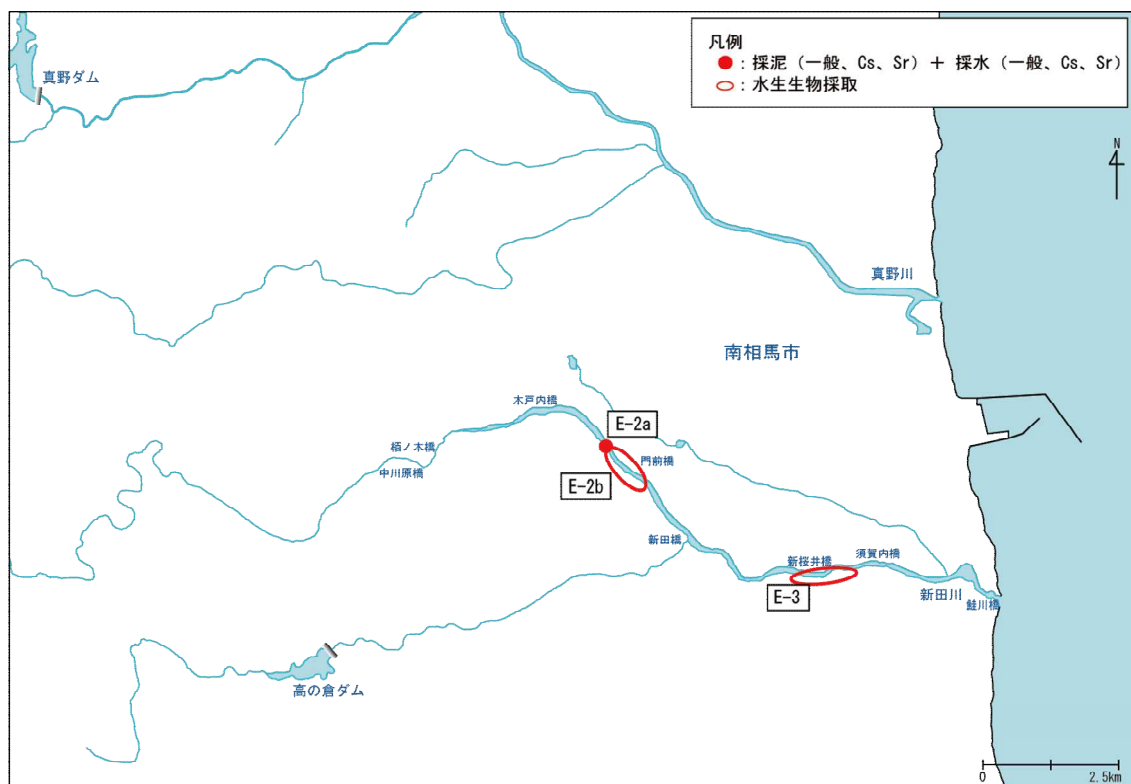 凡例
：採泥（一般、Cs、Sr）＋ 採水（一般、Cs、Sr）
：水生生物採取
真野ダム
N
真野川
南相馬市
木戸内橋
E-2a
栢ノ木橋
門前橋
中川原橋
E-2b
新田橋
新桜井橋
須賀内橋
E-3
新田川
鮭川橋
高の倉ダム
0
2.5km